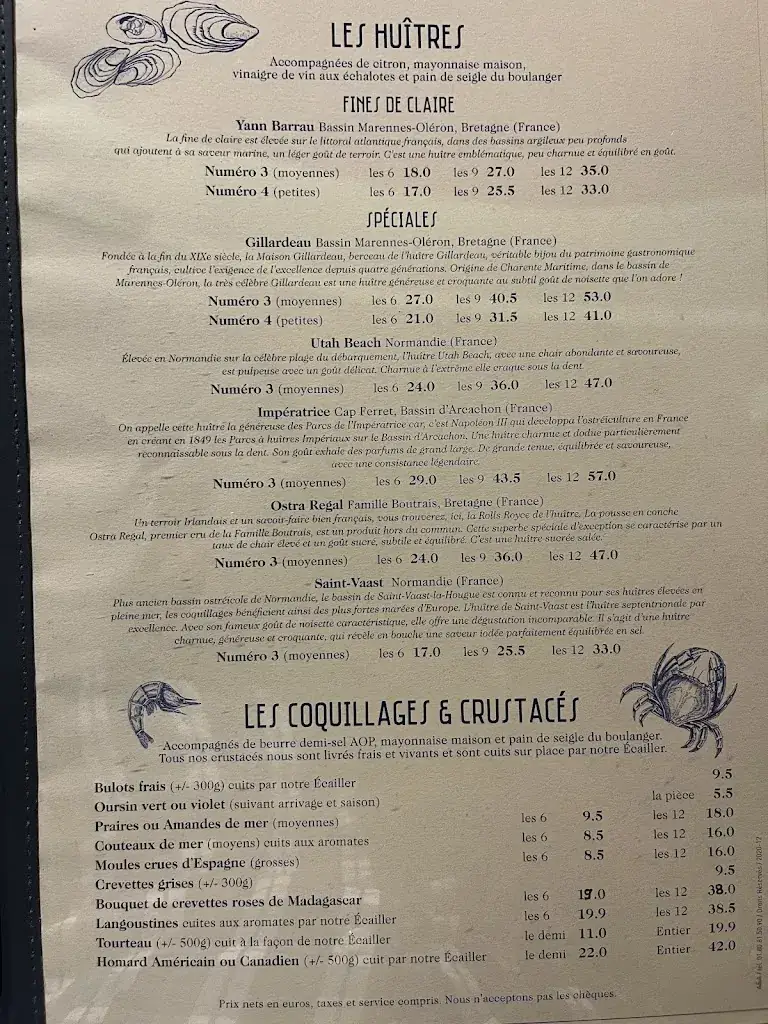 LES HUÎTRES
Accompagnées de citron, mayonnaise maison,
vinaigre de vin aux échalotes et pain de seigle du boulanger
FINES DE CLAIRE
Yann Barrau Bassin Marennes-Oléron, Bretagne (France)
La fine de claire est élevée sur le littoral atlantique français, dans des bassins argileux peu profonds
qui ajoutent à sa saveur marine, un léger goût de terroir. C'est une huître emblématique, peu charnue et équilibré en goût.
Numéro 3 (moyennes) les 6 18.0 les 9 27.0 les 12 35.0
Numéro 4 (petites) les 6 17.0 les 9 25.5 les 12 33.0
SPÉCIALES
Gillardeau Bassin Marennes-Oléron, Bretagne (France)
Fondée à la fin du XIXe siècle, la Maison Gillardeau, berceau de l'huître Gillardeau, véritable bijou du patrimoine gastronomique
français, cultive l'exigence de l'excellence depuis quatre générations. Origine de Charente Maritime, dans le bassin de
Marennes-Oléron, la très célèbre Gillardeau est une huître généreuse et croquante au subtil goût de noisette que l'on adore !
Numéro 3 (moyennes) les 6 27.0 les 9 40.5 les 12 53.0
Numéro 4 (petites) les 6 21.0 les 9 31.5 les 12 41.0
Utah Beach Normandie (France)
Élevée en Normandie sur la célèbre plage du débarquement, l'huître Utah Beach, avec une chair abondante et savoureuse,
est pulpeuse avec un goût délicat. Charnue à l'extrême elle craque sous la dent.
Numéro 3 (moyennes) les 6 24.0 les 9 36.0 les 12 47.0
Impératrice Cap Ferret, Bassin d'Arcachon (France)
On appelle cette huître la généreuse des Parcs de l'Impératrice car, c'est Napoléon III qui développa l'ostréiculture en France
en créant en 1849 les Parcs à huîtres Impériaux sur le Bassin d'Arcachon. Une huître charnue et dodue particulièrement
reconnaissable sous la dent. Son goût exhale des parfums de grand large. De grande tenue, équilibrée et savoureuse,
avec une consistance légendaire.
Numéro 3 (moyennes) les 6 29.0 les 9 43.5 les 12 57.0
Ostra Regal Famille Boutrais, Bretagne (France)
Un terroir Irlandais et un savoir-faire bien français, vous trouverez, ici, la Rolls Royce de l'huître. La pousse en conche
Ostra Regal, premier cru de la Famille Boutrais, est un produit hors du commun. Cette superbe spéciale d'exception se caractérise par un
taux de chair élevé et un goût sucré, subtile et équilibré. C'est une huître sucrée salée.
Numéro 3 (moyennes) les 6 24.0 les 9 36.0 les 12 47.0
Saint-Vaast Normandie (France)
Plus ancien bassin ostréicole de Normandie, le bassin de Saint-Vaast-la-Hougue est connu et reconnu pour ses huîtres élevées en
pleine mer, les coquillages bénéficient ainsi des plus fortes marées d'Europe. L'huître de Saint-Vaast est l'huître septentrionale par
excellence. Avec son fameux goût de noisette caractéristique, elle offre une dégustation incomparable. Il s'agit d'une huître
charnue, généreuse et croquante, qui révèle en bouche une saveur iodée parfaitement équilibrée en sel.
Numéro 3 (moyennes) les 6 17.0 les 9 25.5 les 12 33.0
LES COQUILLAGES & CRUSTACÉS
Accompagnés de beurre demi-sel AOP, mayonnaise maison et pain de seigle du boulanger.
Tous nos crustacés nous sont livrés frais et vivants et sont cuits sur place par notre Écailler.
Bulots frais (+/- 300g) cuits par notre Écailler 9.5
Oursin vert ou violet (suivant arrivage et saison) la pièce 5.5
Praires ou Amandes de mer (moyennes) les 6 9.5 les 12 18.0
Couteaux de mer (moyens) cuits aux aromates les 6 8.5 les 12 16.0
Moules crues d'Espagne (grosses) les 6 8.5 les 12 16.0
Crevettes grises (+/- 300g) 9.5
Bouquet de crevettes roses de Madagascar les 6 19.0 les 12 38.0
Langoustines cuites aux aromates par notre Écailler les 6 19.9 les 12 38.5
Tourteau (+/- 500g) cuit à la façon de notre Écailler le demi 11.0 Entier 19.9
Homard Américain ou Canadien (+/- 500g) cuit par notre Écailler le demi 22.0 Entier 42.0
Prix nets en euros, taxes et service compris. Nous n'acceptons pas les chèques.